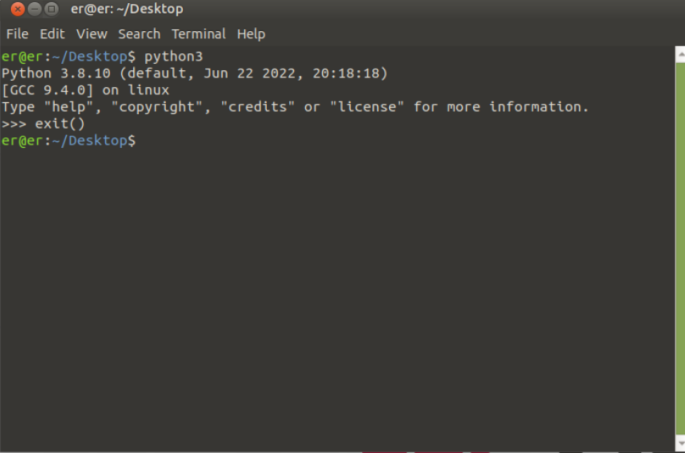 er@er: ~/Desktop
File Edit View Search Terminal Help
er@er:~/Desktop$ python3
Python 3.8.10 (default, Jun 22 2022, 20:18:18)
[GCC 9.4.0] on linux
Type "help", "copyright", "credits" or "license" for more information.
>>> exit()
er@er:~/Desktop$